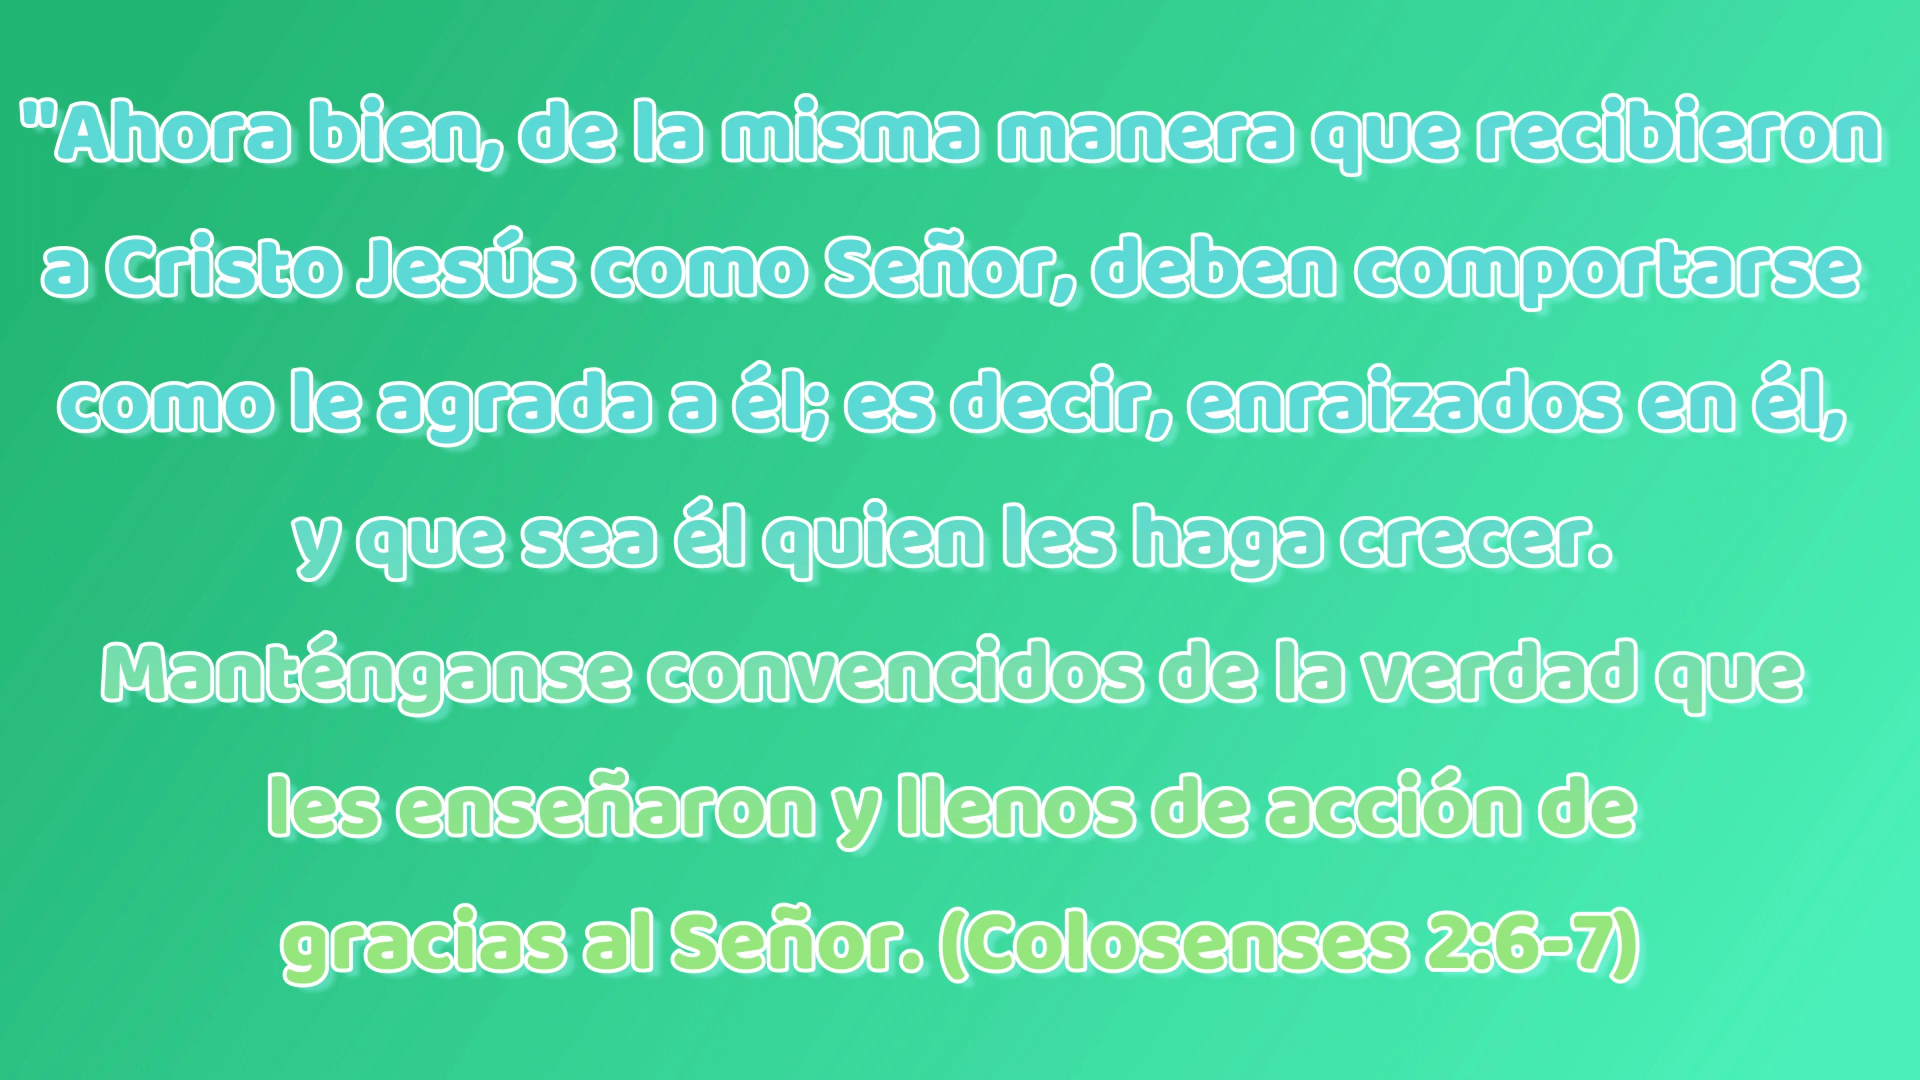 "Ahora bien, de la misma manera que recibieron
a Cristo Jesús como Señor, deben comportarse
como le agrada a él; es decir, enraizados en él,
y que sea él quien les haga crecer.
Manténganse convencidos de la verdad que
les enseñaron y llenos de acción de
gracias al Señor. (Colosenses 2:6-7)